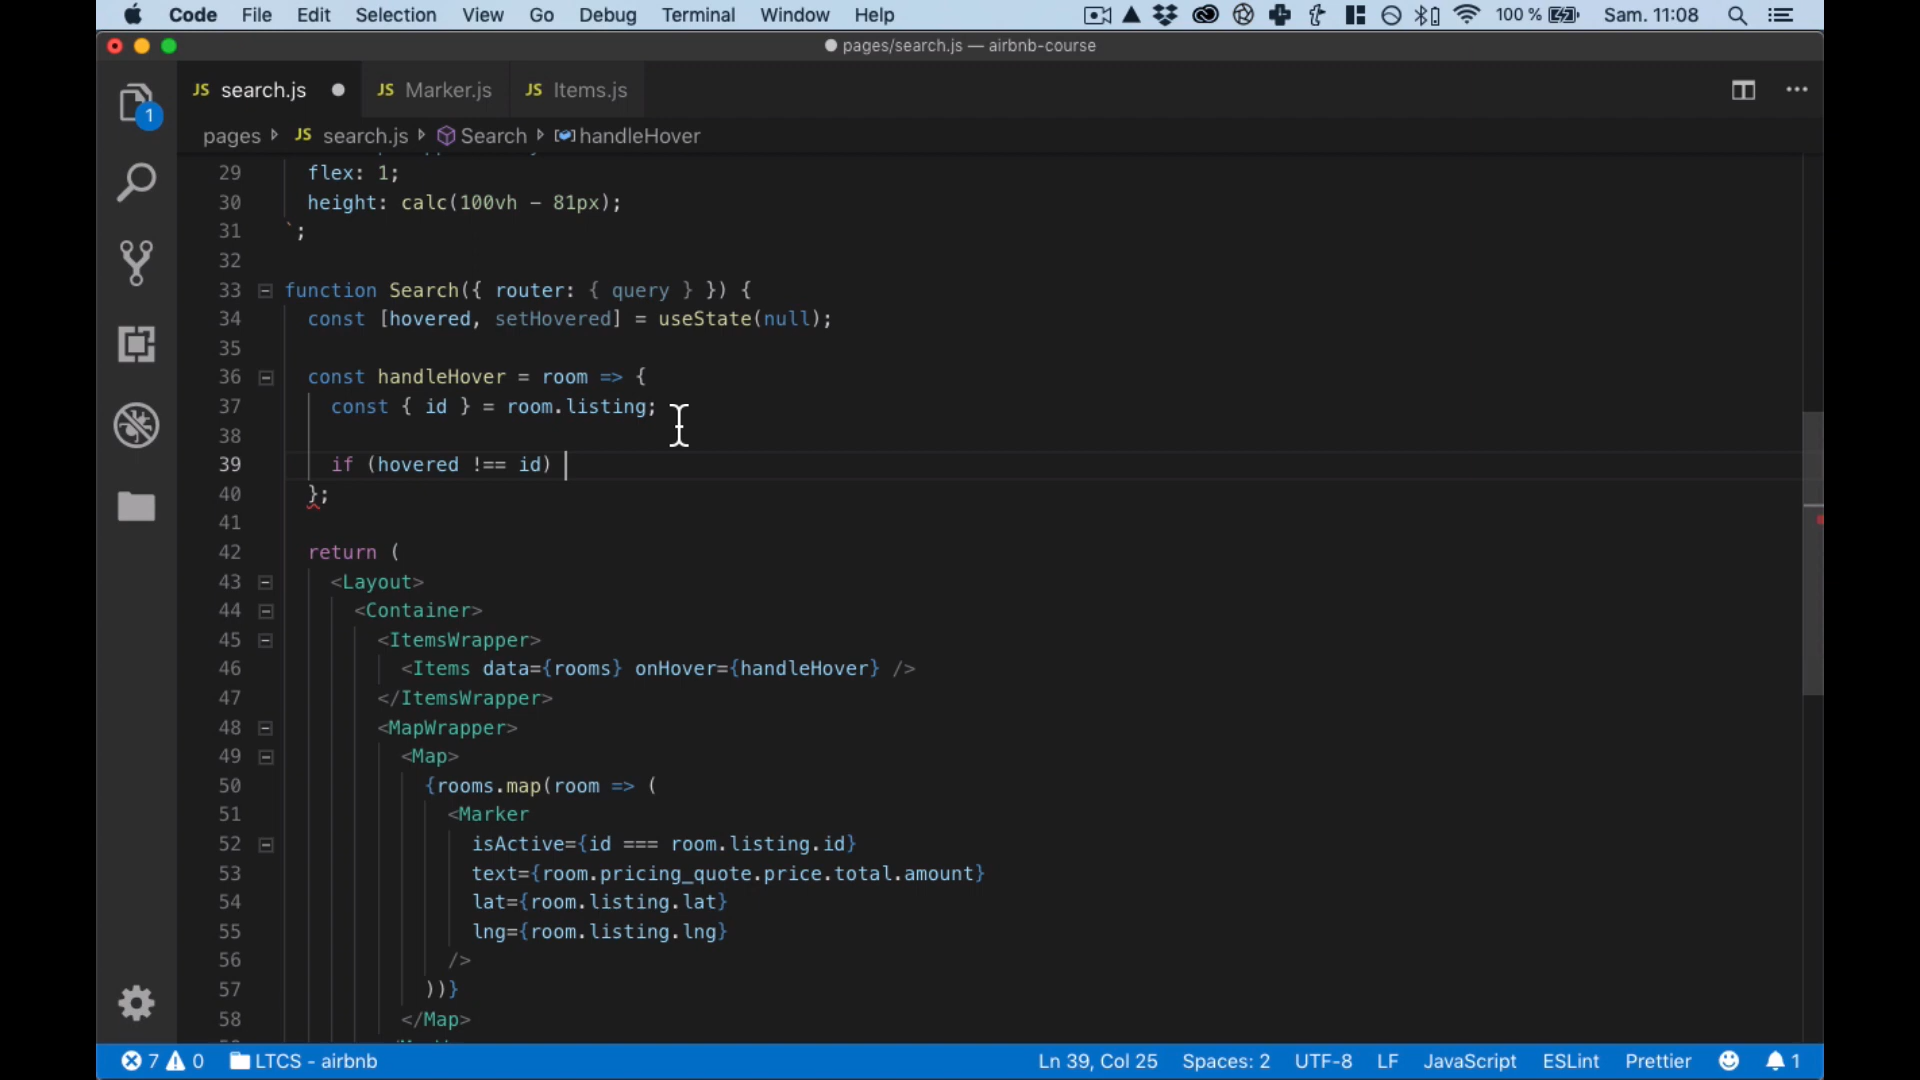 Code File Edit Selection View Go Debug Terminal Window Help 100 % Sam. 11:08
pages/search.js — airbnb-course
JS search.js JS Marker.js JS Items.js
1
pages JS search.js Search handleHover
29 flex: 1;
30 height: calc(100vh - 81px);
31 `;
32
33 function Search({ router: { query } }) {
34 const [hovered, setHovered] = useState(null);
35
36 const handleHover = room => {
37 const { id } = room.listing;
38
39 if (hovered !== id)
40 };
41
42 return (
43 <Layout>
44 <Container>
45 <ItemsWrapper>
46 <Items data={rooms} onHover={handleHover} />
47 </ItemsWrapper>
48 <MapWrapper>
49 <Map>
50 {rooms.map(room => (
51 <Marker
52 isActive={id === room.listing.id}
53 text={room.pricing_quote.price.total.amount}
54 lat={room.listing.lat}
55 lng={room.listing.lng}
56 />
57 ))}
58 </Map>
7 0 LTCS - airbnb Ln 39, Col 25 Spaces: 2 UTF-8 LF JavaScript ESLint Prettier 1